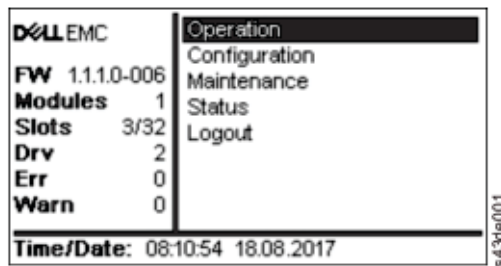 DELL EMC
FW 1.1.1.0-006
Modules 1
Slots 3/32
Drv 2
Err 0
Warn 0
Operation
Configuration
Maintenance
Status
Logout
Time/Date: 08:10:54 18.08.2017